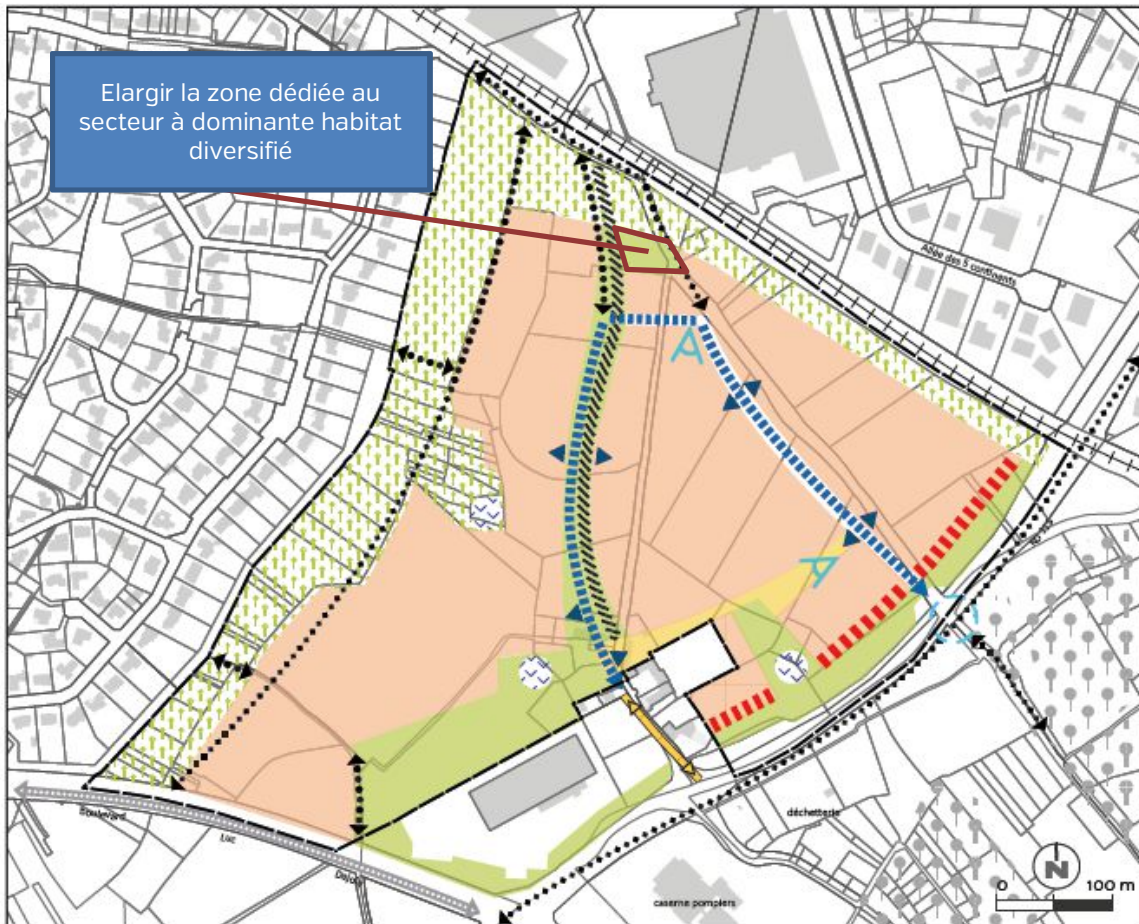 Elargir la zone dédiée au
secteur à dominante habitat
diversifié
Allée des 5 continents
Boulevard
Luc
Dejoie
déchetterie
caserne pompiers
N
0 100 m